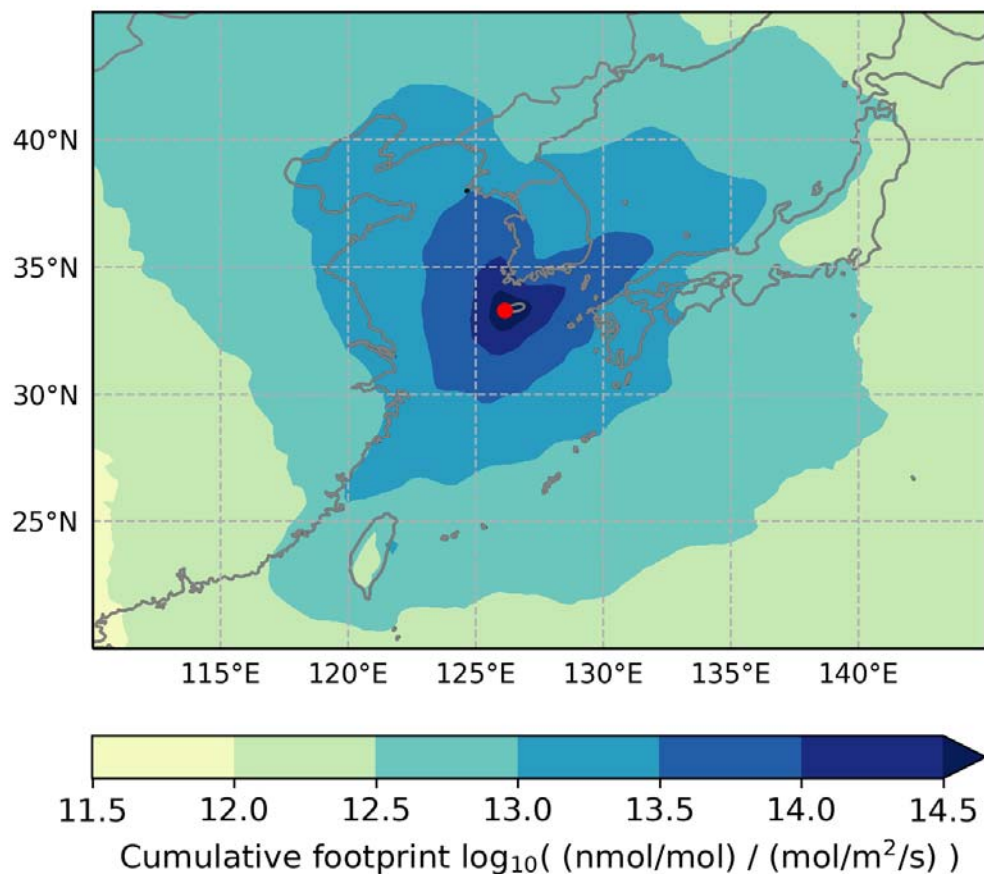 40°N
35°N
30°N
25°N
115°E 120°E 125°E 130°E 135°E 140°E
11.5 12.0 12.5 13.0 13.5 14.0 14.5
Cumulative footprint log₁₀( (nmol/mol) / (mol/m²/s) )